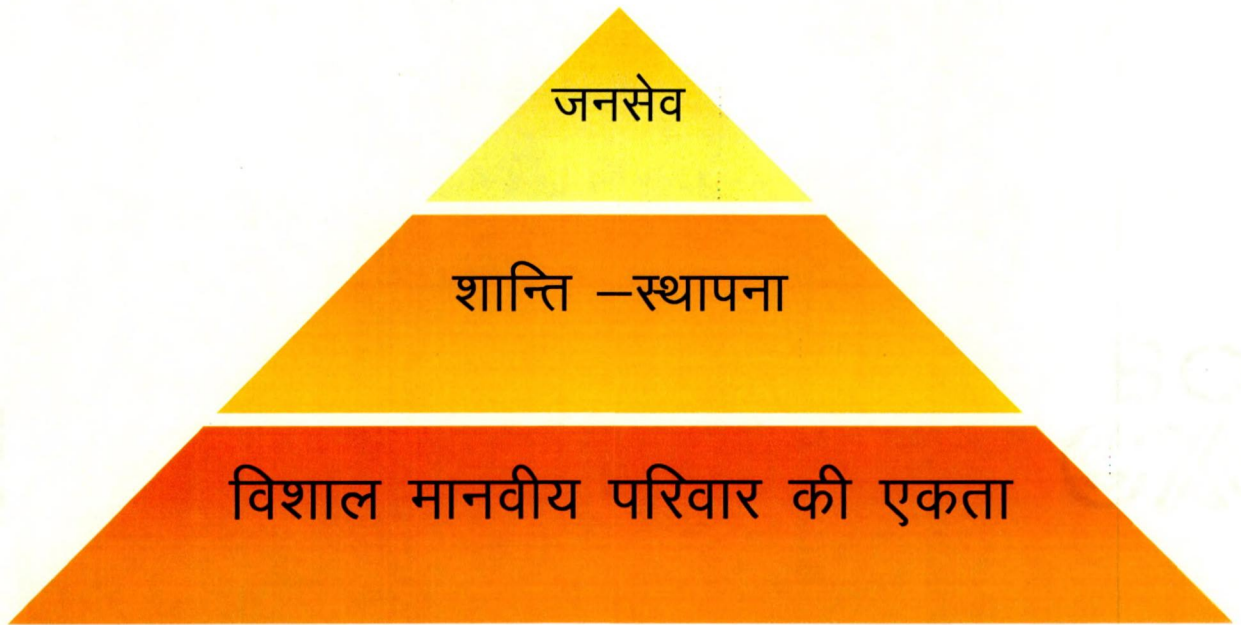 जनसेव
शान्ति –स्थापना
विशाल मानवीय परिवार की एकता